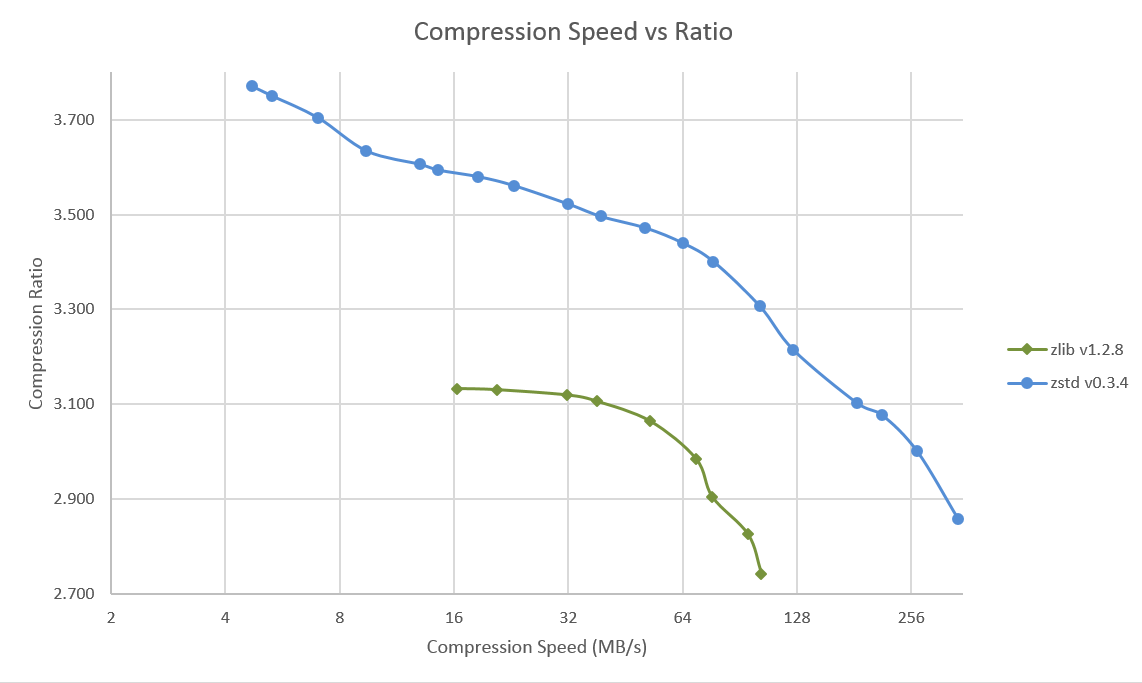 Compression Speed vs Ratio
3.700
3.500
3.300
3.100
2.900
2.700
Compression Ratio
2 4 8 16 32 64 128 256
Compression Speed (MB/s)
zlib v1.2.8
zstd v0.3.4